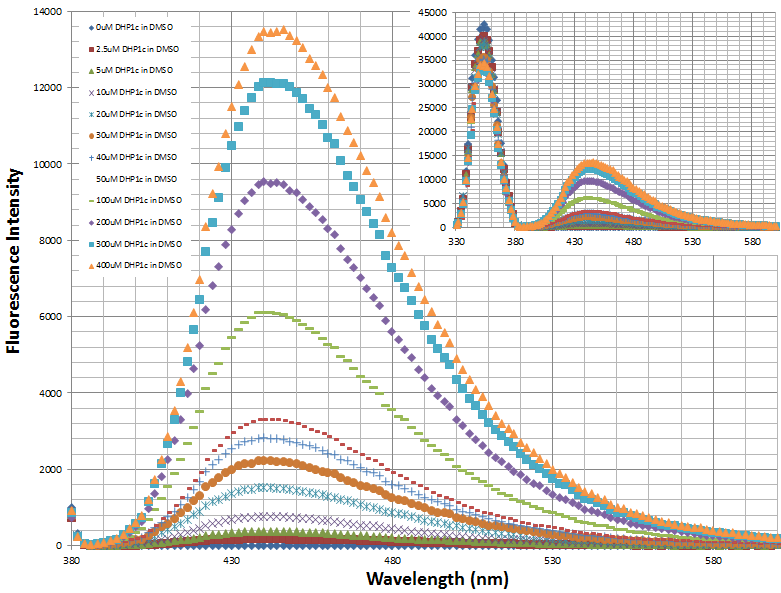 14000
12000
10000
8000
6000
4000
2000
0
Fluorescence Intensity
0uM DHP1c in DMSO
2.5uM DHP1c in DMSO
5uM DHP1c in DMSO
10uM DHP1c in DMSO
20uM DHP1c in DMSO
30uM DHP1c in DMSO
40uM DHP1c in DMSO
50uM DHP1c in DMSO
100uM DHP1c in DMSO
200uM DHP1c in DMSO
300uM DHP1c in DMSO
400uM DHP1c in DMSO
45000
40000
35000
30000
25000
20000
15000
10000
5000
0
330 380 430 480 530 580
380 430 480 530 580
Wavelength (nm)